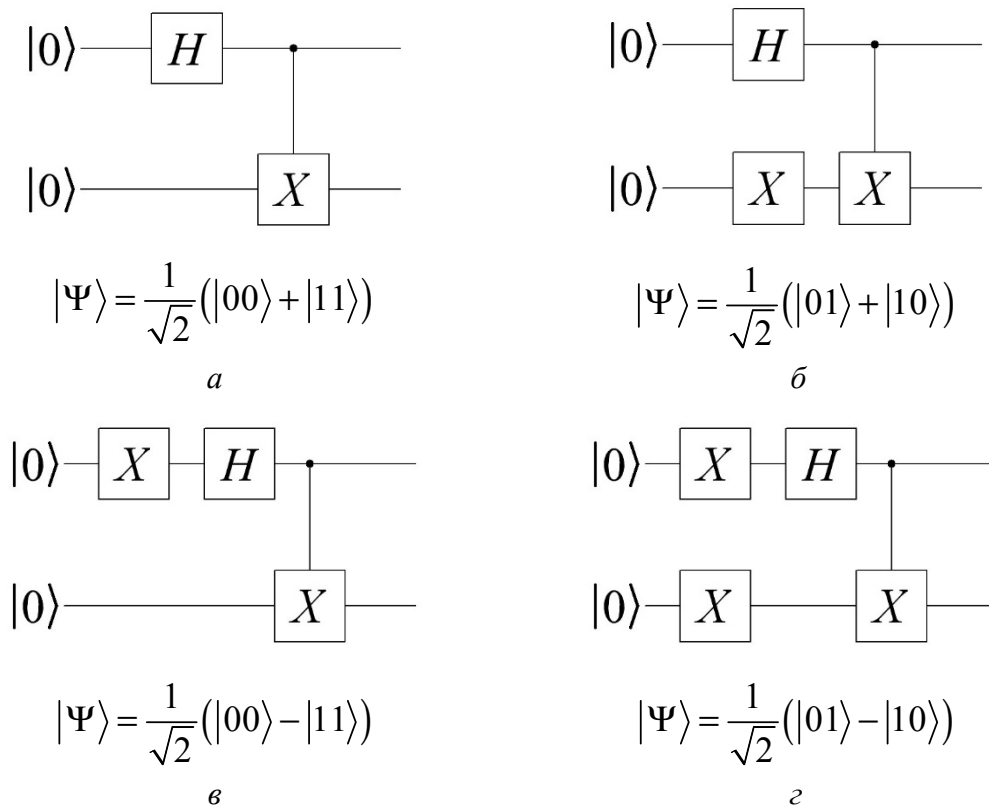 |0⟩ H |0⟩ H
|0⟩ X |0⟩ X X
|Ψ⟩ = 1/√2 (|00⟩ + |11⟩) |Ψ⟩ = 1/√2 (|01⟩ + |10⟩)
а б
|0⟩ X H |0⟩ X H
|0⟩ X |0⟩ X X
|Ψ⟩ = 1/√2 (|00⟩ − |11⟩) |Ψ⟩ = 1/√2 (|01⟩ − |10⟩)
в г